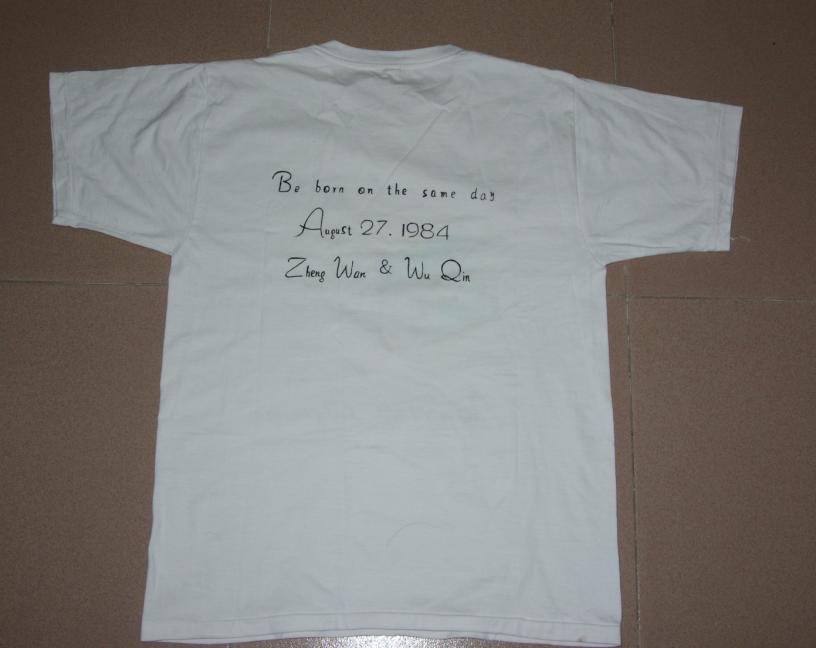 Be born on the same day
August 27. 1984
Zheng Wan & Wu Qin